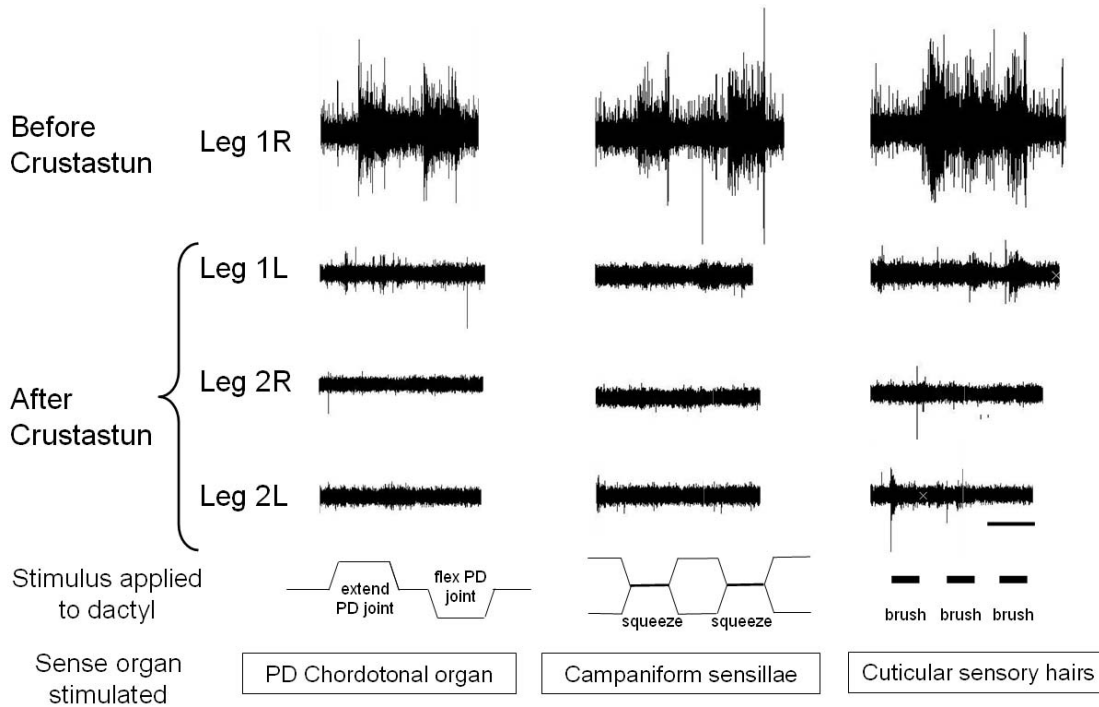 Before
Crustastun
Leg 1R
Leg 1L
Leg 2R
After
Crustastun
Leg 2L
Stimulus applied
to dactyl
extend
PD joint
flex PD
joint
squeeze
squeeze
brush
brush
brush
Sense organ
stimulated
PD Chordotonal organ
Campaniform sensillae
Cuticular sensory hairs